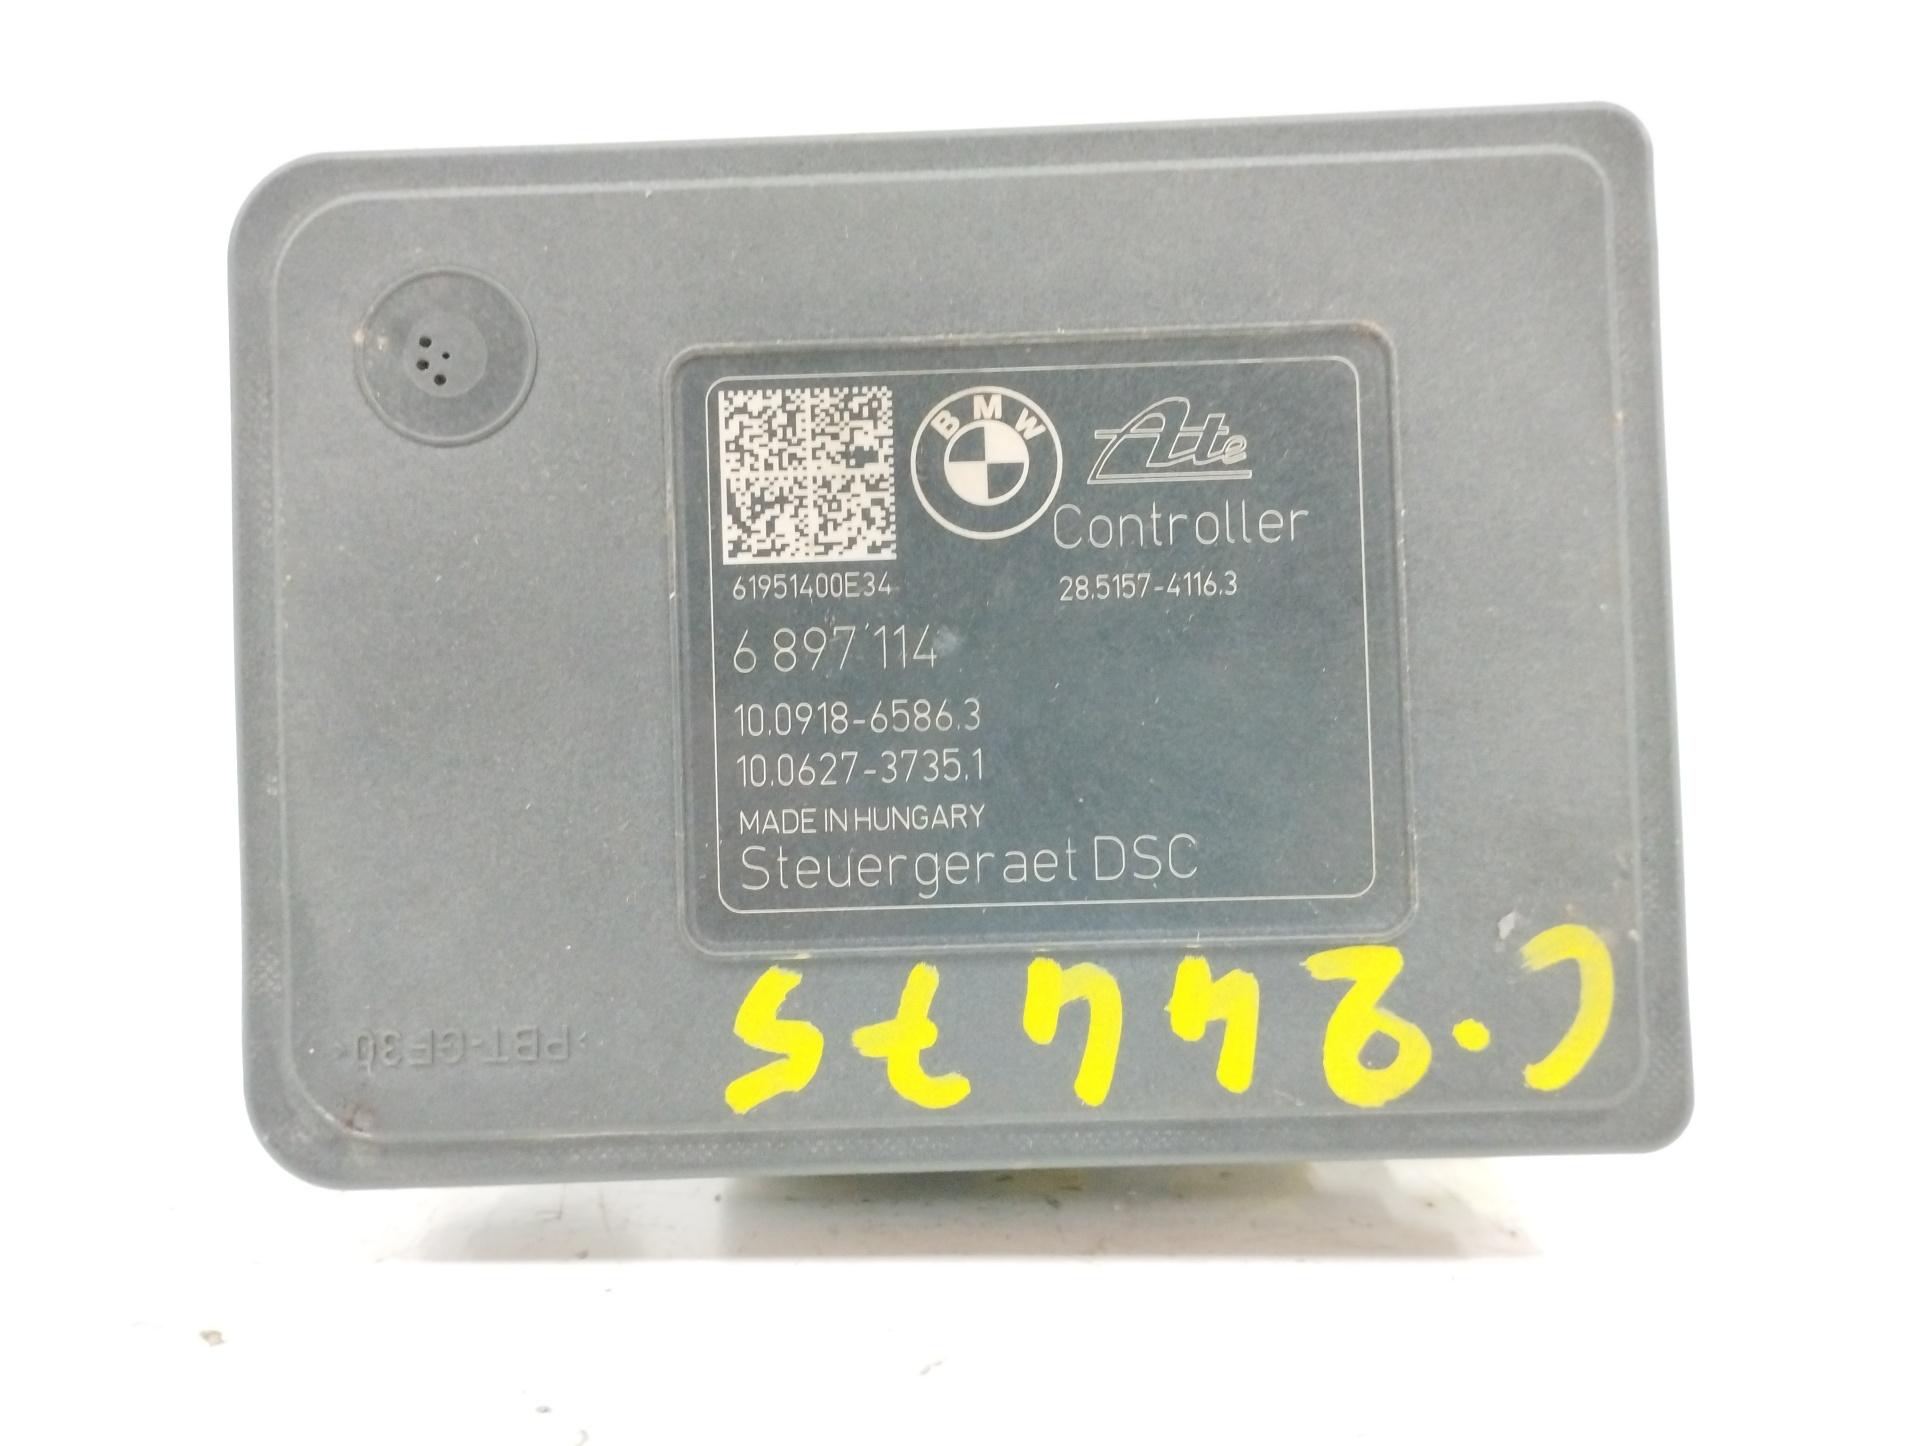 BMW Ate
Controller
61951400E34 28.5157-4116.3
6 897 114
10.0918-6586.3
10.0627-3735.1
MADE IN HUNGARY
Steuergeraet DSC
C.24475
>PBT-GF30<